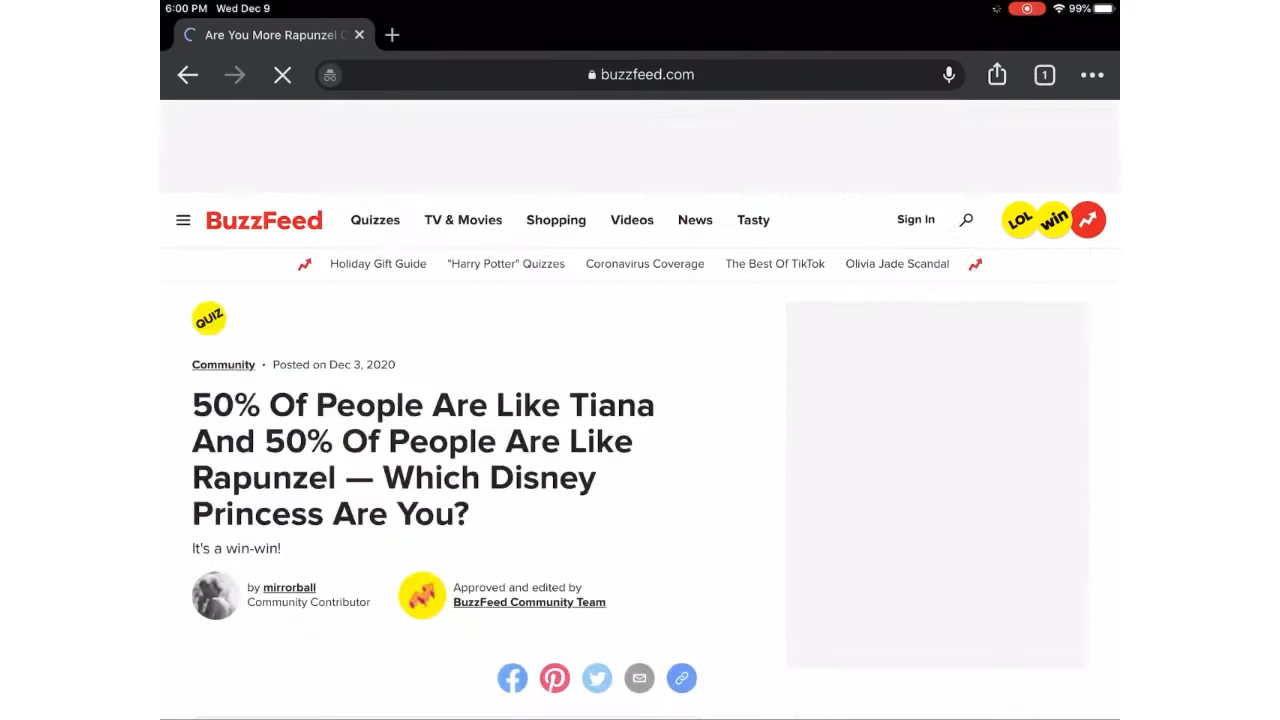 6:00 PM Wed Dec 9
99%
Are You More Rapunzel
buzzfeed.com
1
BuzzFeed
Quizzes
TV & Movies
Shopping
Videos
News
Tasty
Sign In
LOL
win
Holiday Gift Guide
"Harry Potter" Quizzes
Coronavirus Coverage
The Best Of TikTok
Olivia Jade Scandal
QUIZ
Community · Posted on Dec 3, 2020
50% Of People Are Like Tiana
And 50% Of People Are Like
Rapunzel — Which Disney
Princess Are You?
It's a win-win!
by mirrorball
Community Contributor
Approved and edited by
BuzzFeed Community Team